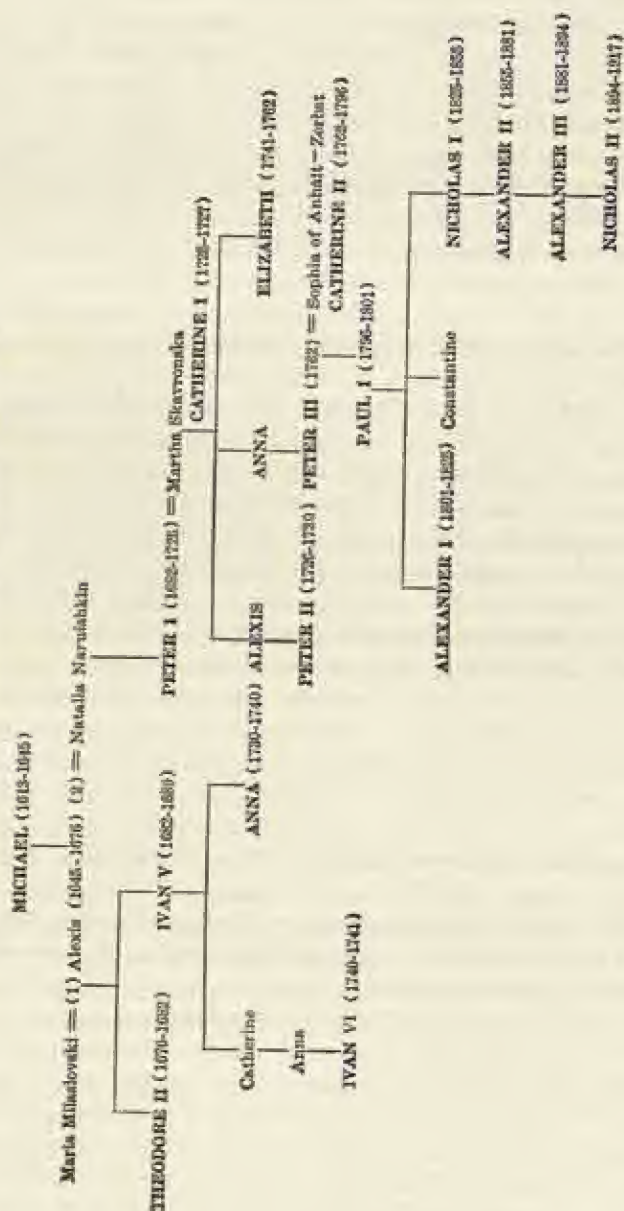 MICHAEL (1613-1645)
Maria Miloslavski = (1) Alexis (1645-1676) (2) = Natalia Naruishkin
THEODORE II (1676-1682)
IVAN V (1682-1689)
PETER I (1682-1725) = Martha Skavronska
CATHERINE I (1725-1727)
Catherine
ANNA (1730-1740)
ALEXIS
ANNA
ELIZABETH (1741-1762)
Anna
IVAN VI (1740-1741)
PETER II (1727-1730)
PETER III (1762) = Sophia of Anhalt-Zerbst
CATHERINE II (1762-1796)
PAUL I (1796-1801)
ALEXANDER I (1801-1825)
Constantine
NICHOLAS I (1825-1855)
ALEXANDER II (1855-1881)
ALEXANDER III (1881-1894)
NICHOLAS II (1894-1917)